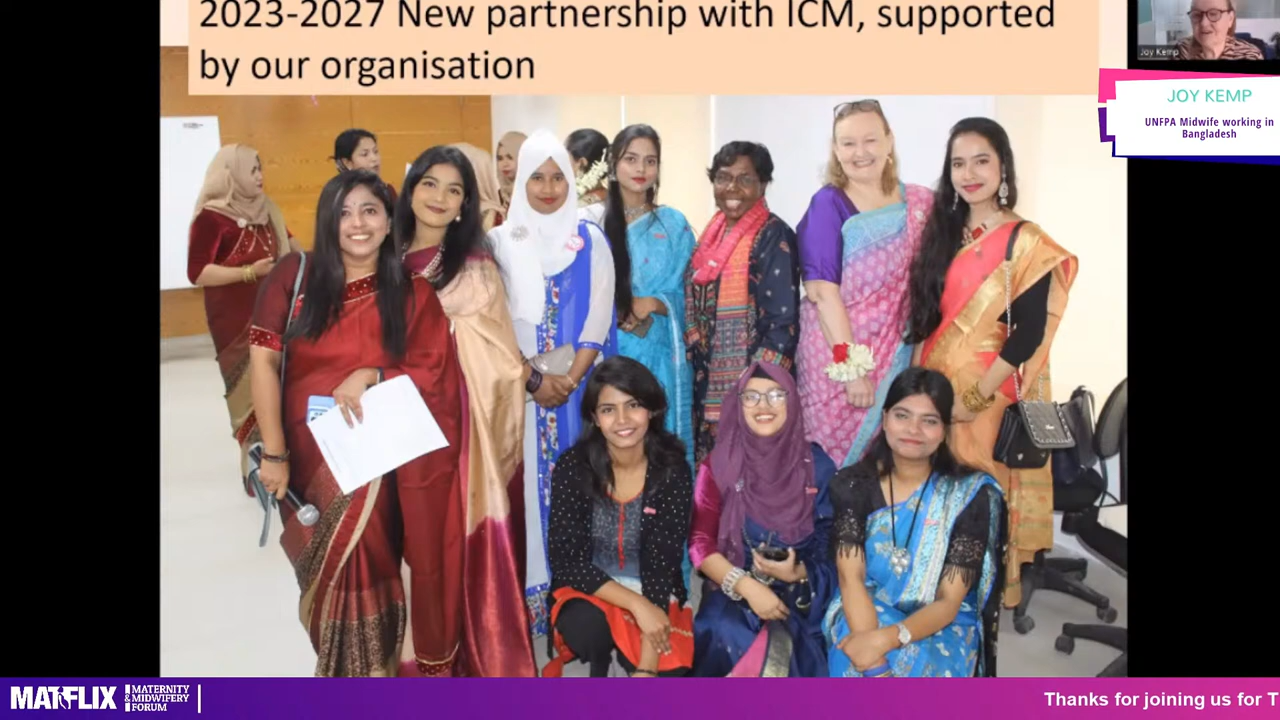 2023-2027 New partnership with ICM, supported
by our organisation
Joy Kemp
JOY KEMP
UNFPA Midwife working in
Bangladesh
MATFLIX
MATERNITY
& MIDWIFERY
FORUM
Thanks for joining us for T